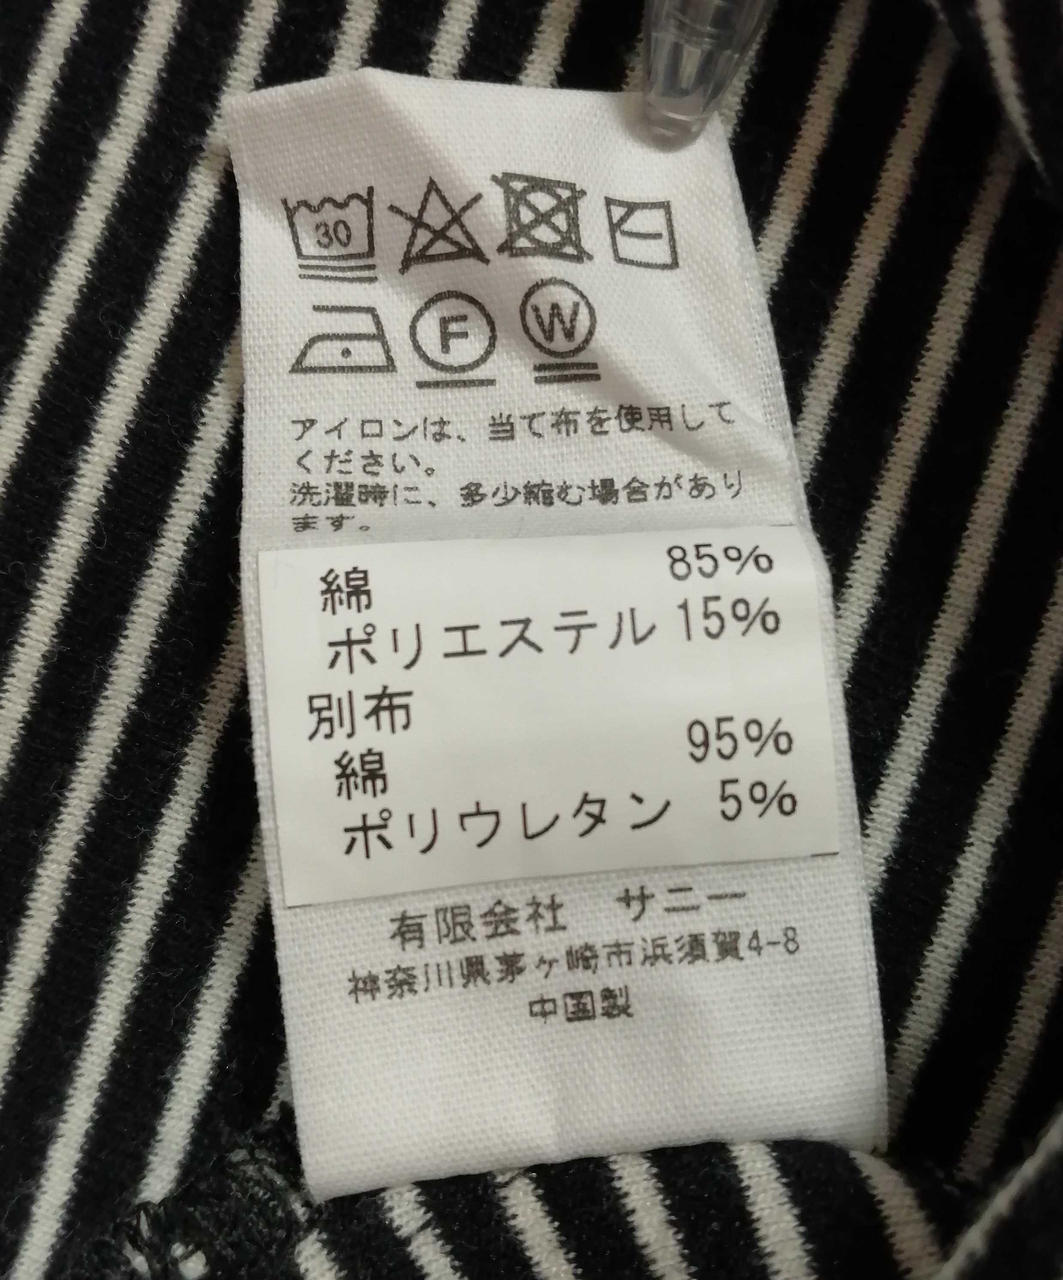 30
F W
アイロンは、当て布を使用して
ください。
洗濯時に、多少縮む場合があり
ます。
綿 85%
ポリエステル 15%
別布
綿 95%
ポリウレタン 5%
有限会社 サニー
神奈川県茅ヶ崎市浜須賀4-8
中国製